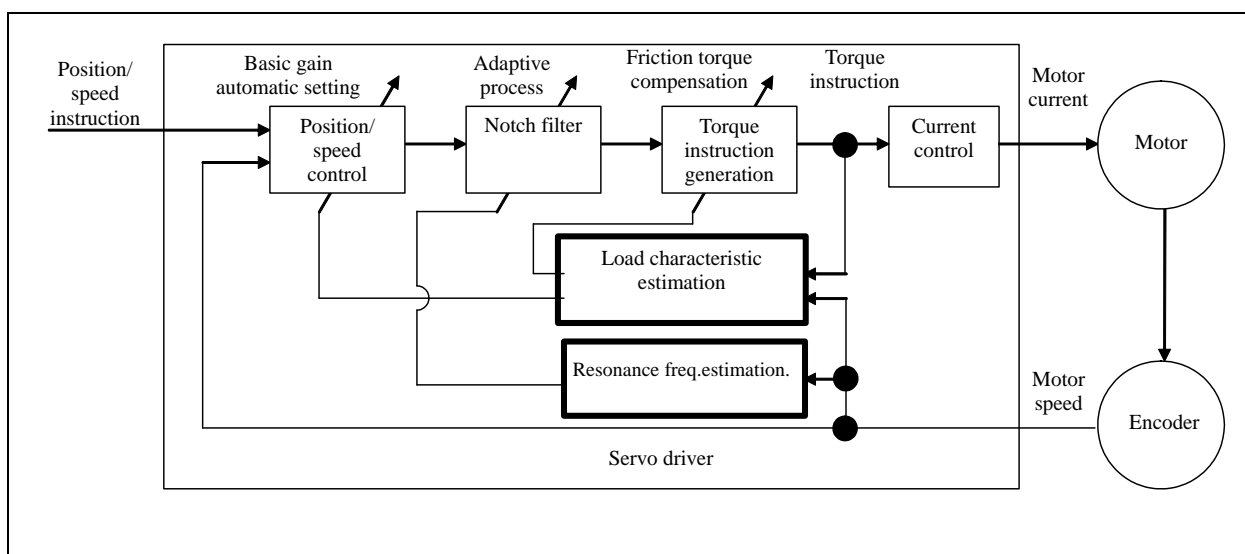 Position/
speed
instruction
Basic gain
automatic setting
Adaptive
process
Friction torque
compensation
Torque
instruction
Motor
current
Position/
speed
control
Notch filter
Torque
instruction
generation
Current
control
Motor
Load characteristic
estimation
Resonance freq.estimation.
Motor
speed
Encoder
Servo driver